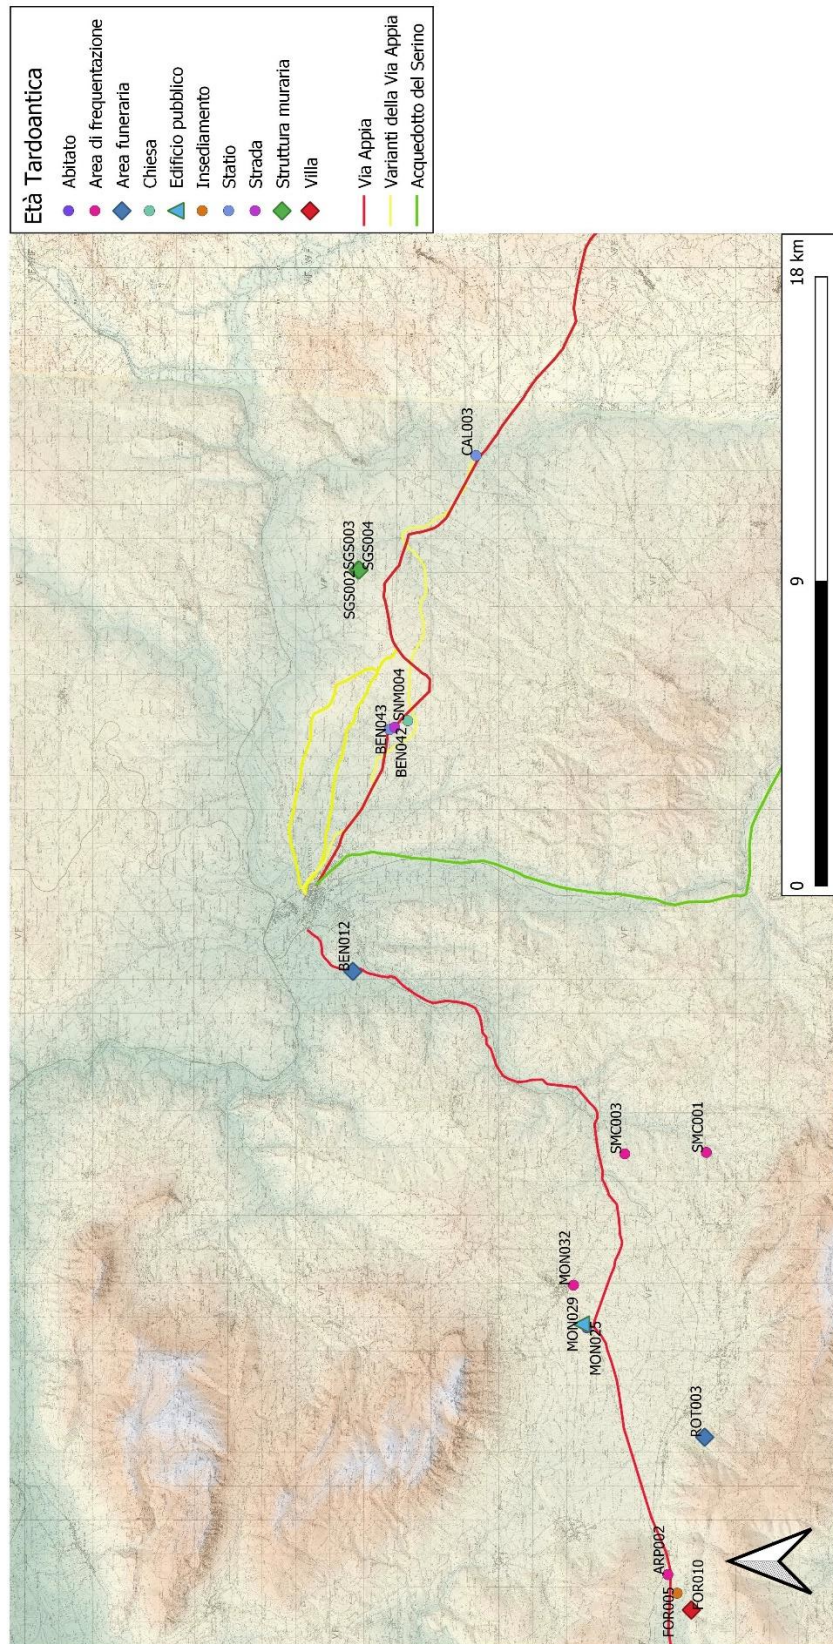 Età Tardoantica
Abitato
Area di frequentazione
Area funeraria
Chiesa
Edificio pubblico
Insediamento
Statio
Strada
Struttura muraria
Villa
Via Appia
Varianti della Via Appia
Acquedotto del Serino
CAL003
SGS002SGS003
SGS004
BEN043
SNM004
BEN042
BEN012
SMC003
SMC001
MON032
MON029
MON025
ROT003
ARP002
FOR005
FOR010
0 9 18 km